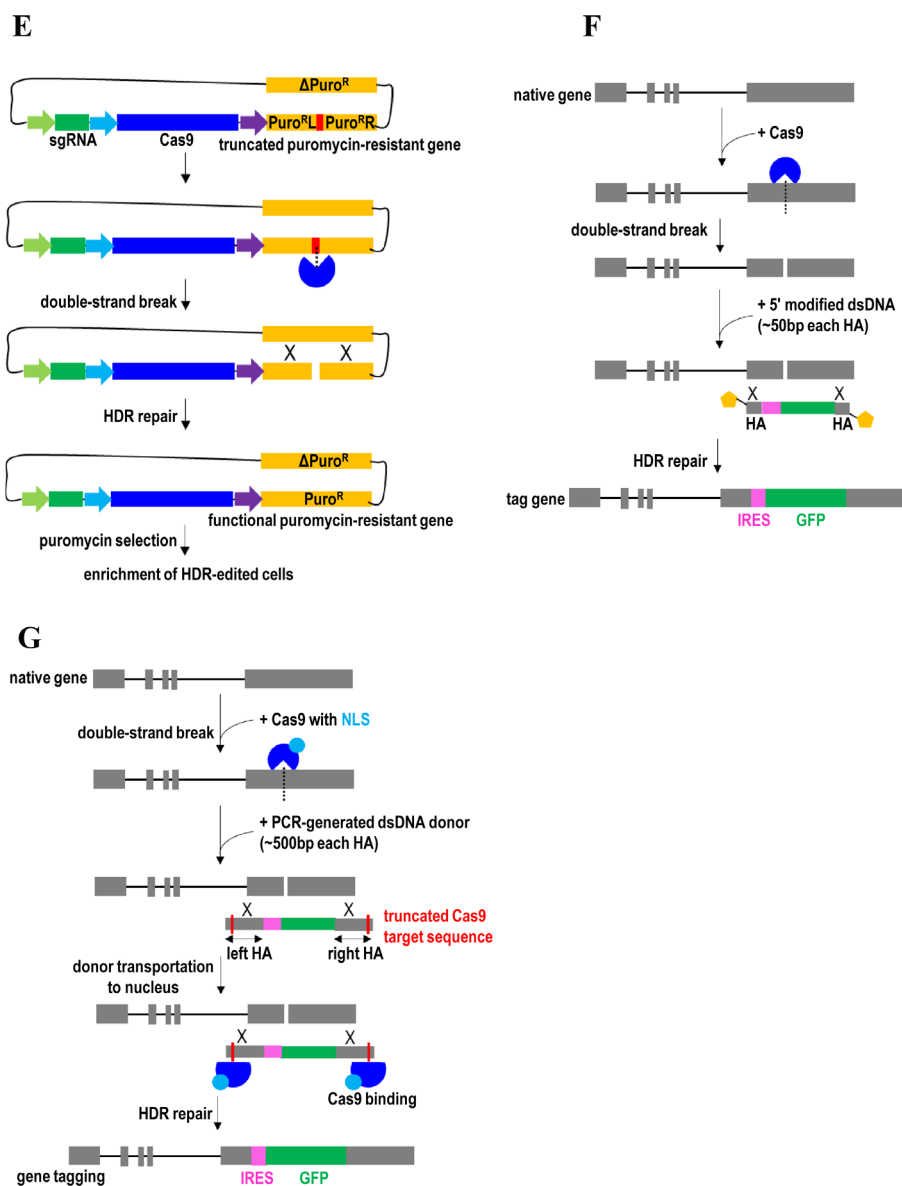 E
ΔPuroᴿ
PuroᴿL PuroᴿR
sgRNA Cas9 truncated puromycin-resistant gene
double-strand break
X X
HDR repair
ΔPuroᴿ
Puroᴿ
functional puromycin-resistant gene
puromycin selection
enrichment of HDR-edited cells
F
native gene
+ Cas9
double-strand break
+ 5' modified dsDNA
(~50bp each HA)
X X
HA HA
HDR repair
tag gene
IRES GFP
G
native gene
+ Cas9 with NLS
double-strand break
+ PCR-generated dsDNA donor
(~500bp each HA)
X X
truncated Cas9
target sequence
left HA right HA
donor transportation
to nucleus
X X
Cas9 binding
HDR repair
gene tagging
IRES GFP